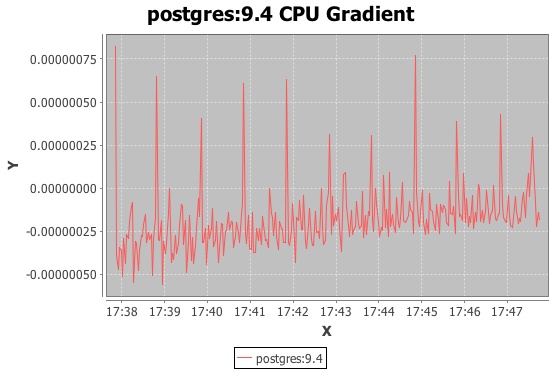 postgres:9.4 CPU Gradient
Y
0.00000075
0.00000050
0.00000025
0.00000000
-0.00000025
-0.00000050
17:38 17:39 17:40 17:41 17:42 17:43 17:44 17:45 17:46 17:47
X
postgres:9.4